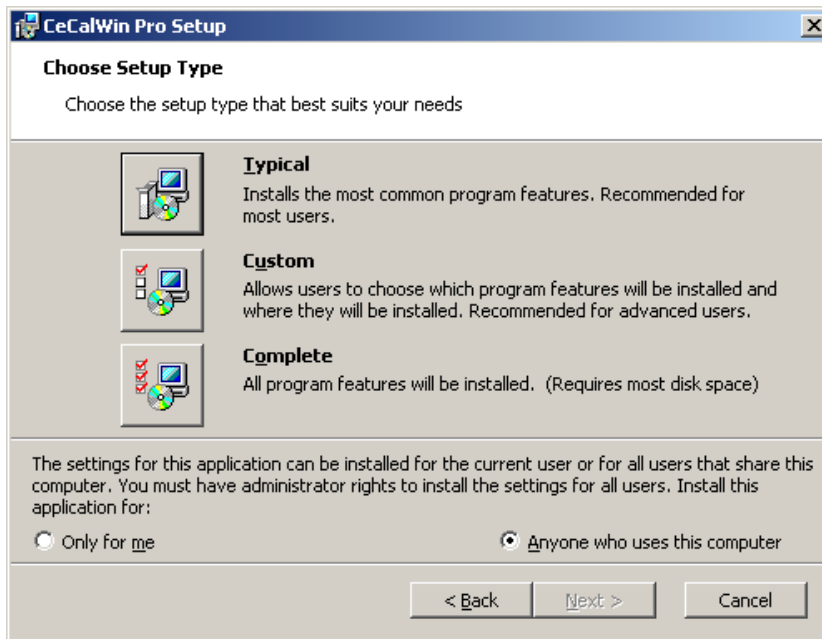 CeCalWin Pro Setup
Choose Setup Type
Choose the setup type that best suits your needs
Typical
Installs the most common program features. Recommended for
most users.
Custom
Allows users to choose which program features will be installed and
where they will be installed. Recommended for advanced users.
Complete
All program features will be installed. (Requires most disk space)
The settings for this application can be installed for the current user or for all users that share this
computer. You must have administrator rights to install the settings for all users. Install this
application for:
Only for me
Anyone who uses this computer
< Back
Next >
Cancel